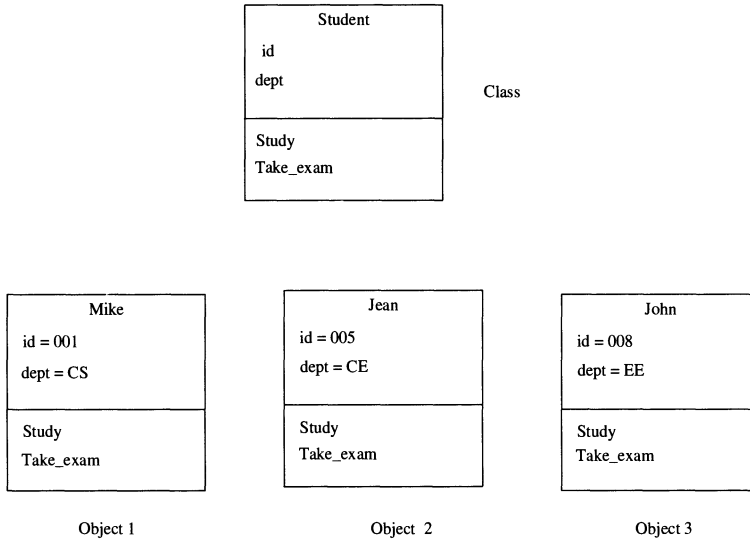 Student
id
dept
Class
Study
Take_exam
Mike
id = 001
dept = CS
Study
Take_exam
Object 1
Jean
id = 005
dept = CE
Study
Take_exam
Object 2
John
id = 008
dept = EE
Study
Take_exam
Object 3